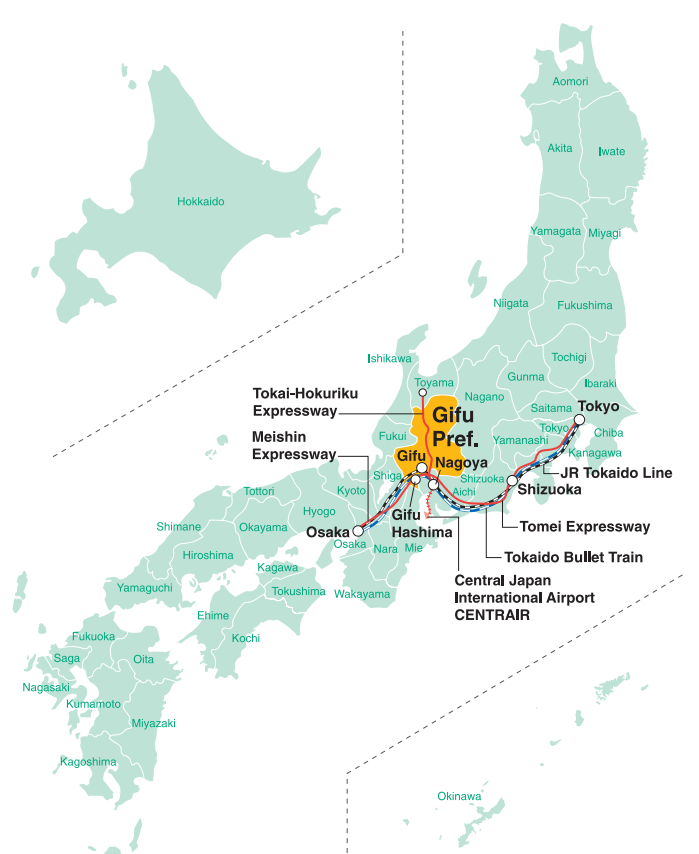 Aomori
Akita
Iwate
Hokkaido
Yamagata
Miyagi
Niigata
Fukushima
Ishikawa
Tochigi
Toyama
Gunma
Ibaraki
Nagano
Tokai-Hokuriku
Expressway
Gifu
Pref.
Saitama
Tokyo
Tokyo
Chiba
Fukui
Yamanashi
Kanagawa
Meishin
Expressway
Gifu
Nagoya
JR Tokaido Line
Shiga
Shizuoka
Shizuoka
Aichi
Kyoto
Tottori
Hyogo
Gifu
Hashima
Okayama
Shimane
Osaka
Osaka
Tomei Expressway
Nara
Mie
Hiroshima
Tokaido Bullet Train
Kagawa
Central Japan
International Airport
CENTRAIR
Yamaguchi
Tokushima
Wakayama
Ehime
Kochi
Fukuoka
Saga
Oita
Nagasaki
Kumamoto
Miyazaki
Kagoshima
Okinawa